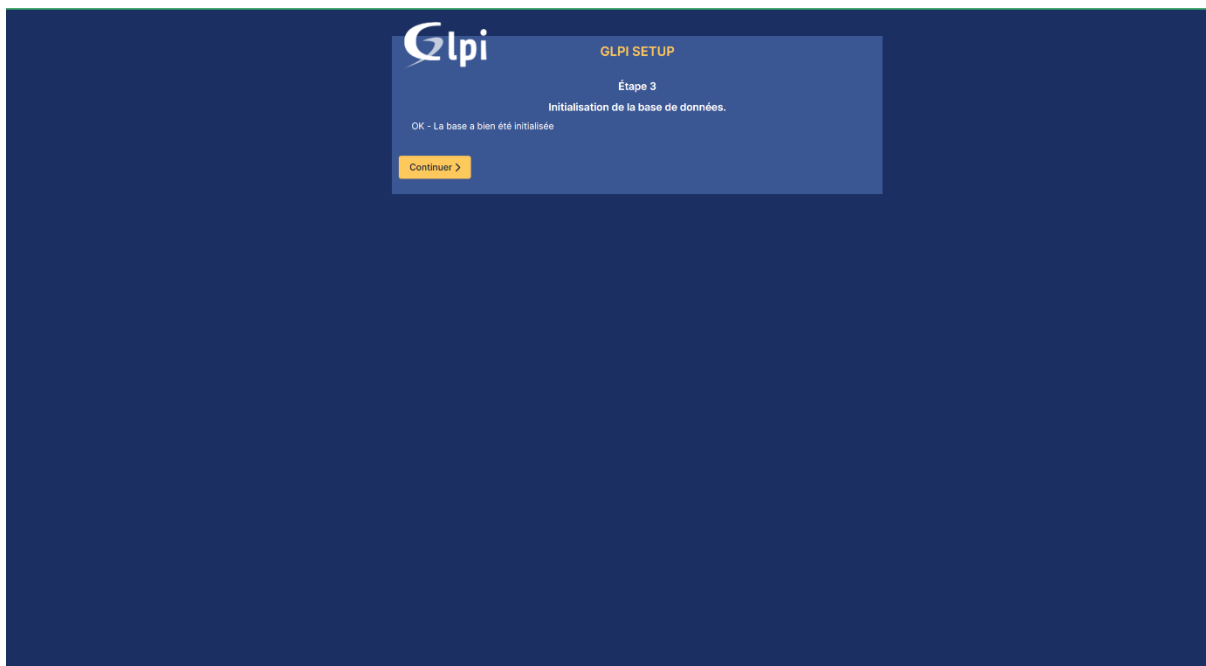 Glpi
GLPI SETUP
Étape 3
Initialisation de la base de données.
OK - La base a bien été initialisée
Continuer >